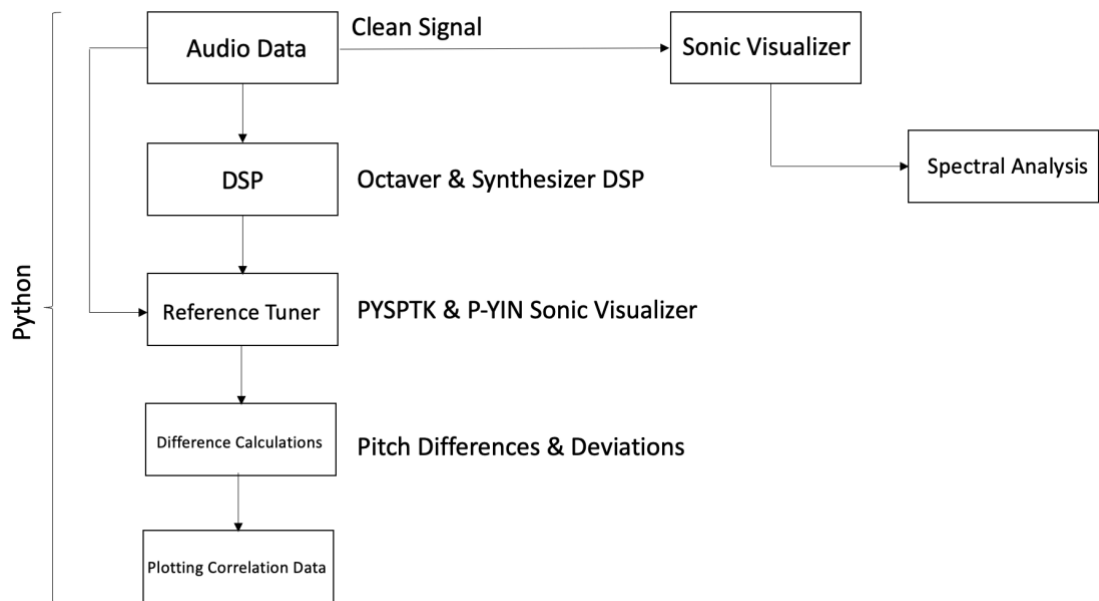 Clean Signal
Audio Data
Sonic Visualizer
DSP
Octaver & Synthesizer DSP
Spectral Analysis
Python
Reference Tuner
PYSPTK & P-YIN Sonic Visualizer
Difference Calculations
Pitch Differences & Deviations
Plotting Correlation Data